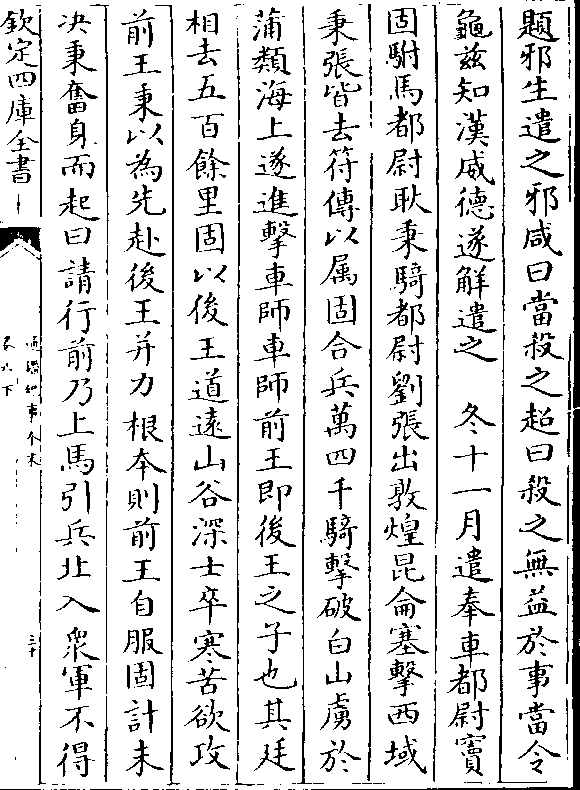 題邪生遣之邪咸曰當殺之超曰殺之無益於事當令
龜茲知漢威德遂解遣之　冬十一月遣奉車都尉竇
固駙馬都尉耿秉騎都尉劉張出敦煌昆侖塞擊西域
秉張皆去符傳以属固合兵萬四千騎擊破白山虜於
蒲類海上遂進擊車師車師前王即後王之子也其廷
相去五百餘里固以後王道遠山谷深士卒寒苦欲攻
前王秉以為先赴後王并力根本則前王自服固計未
决秉奮身而起曰請行前乃上馬引兵北入衆軍不得
欽定四庫全書
通鑑紀事本末
卷六下
三十